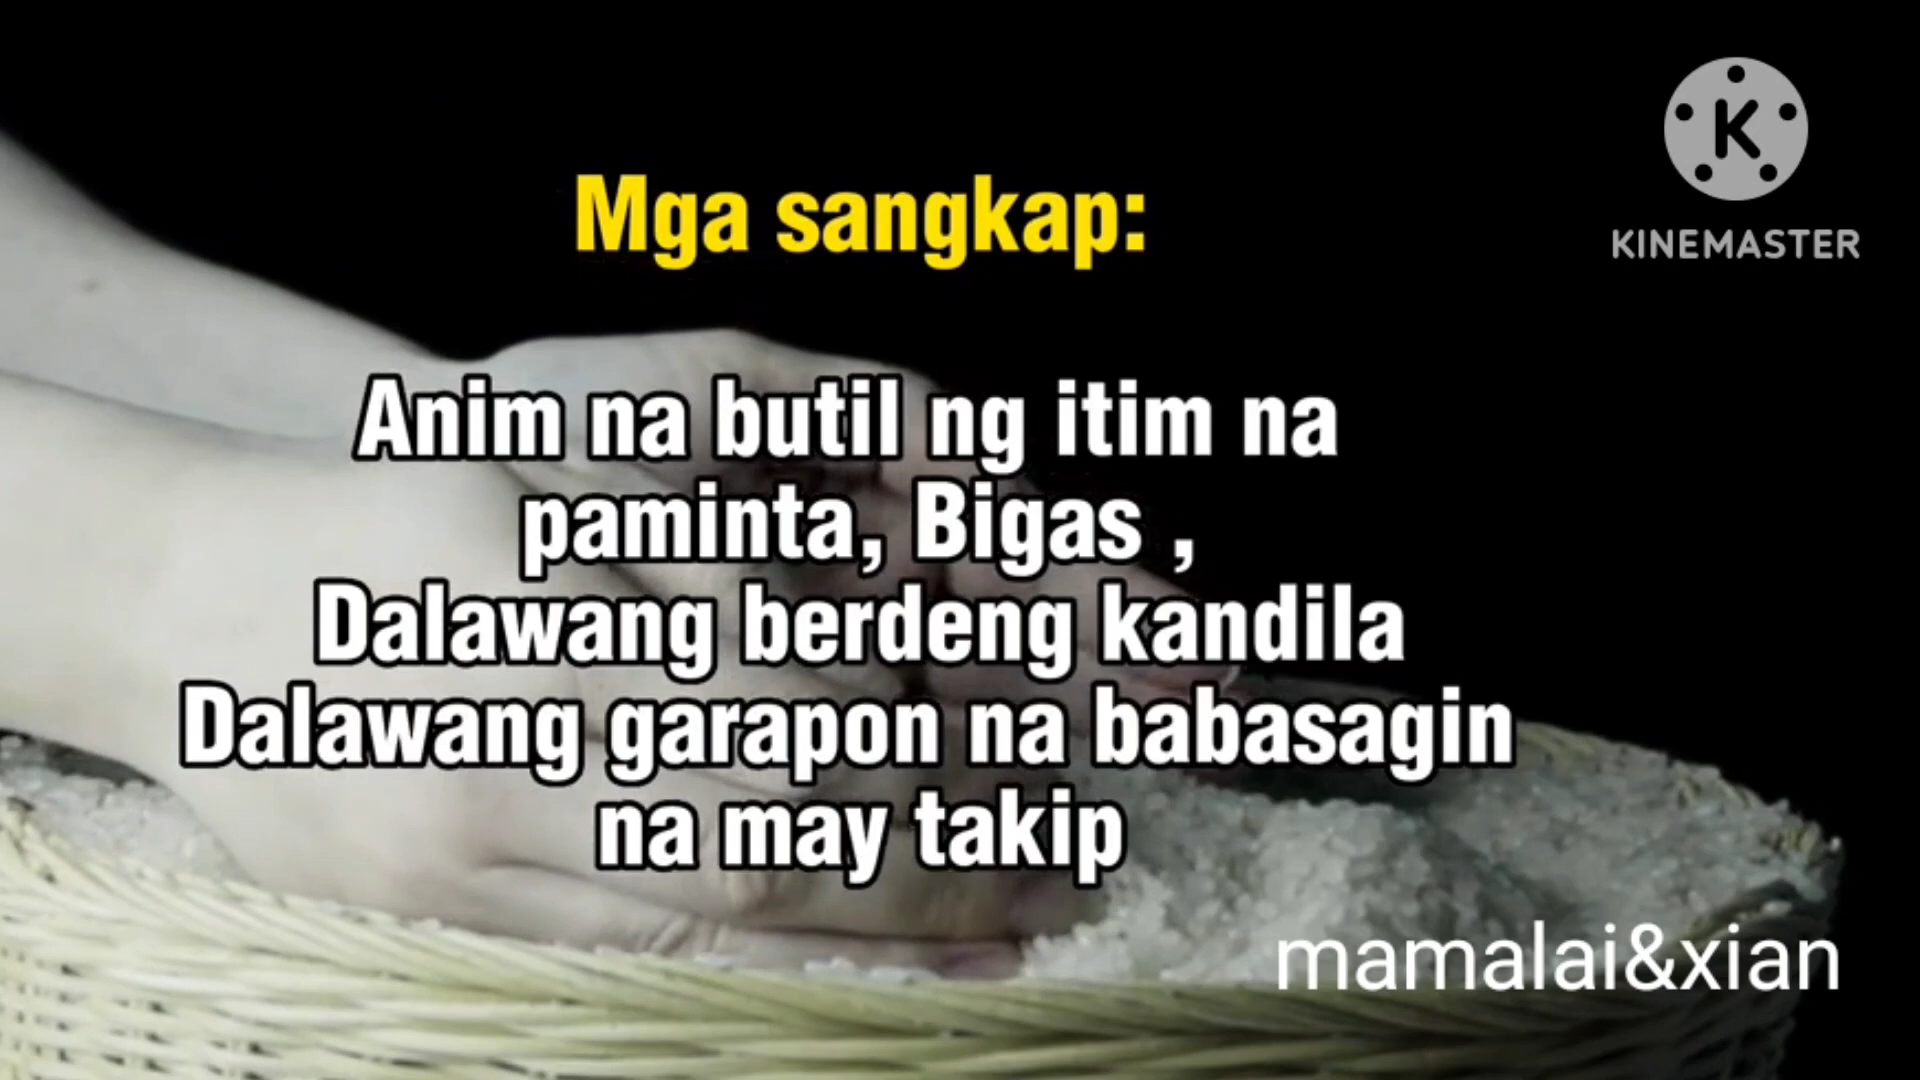 K
KINEMASTER
Mga sangkap:
Anim na butil ng itim na
paminta, Bigas ,
Dalawang berdeng kandila
Dalawang garapon na babasagin
na may takip
mamalai&xian